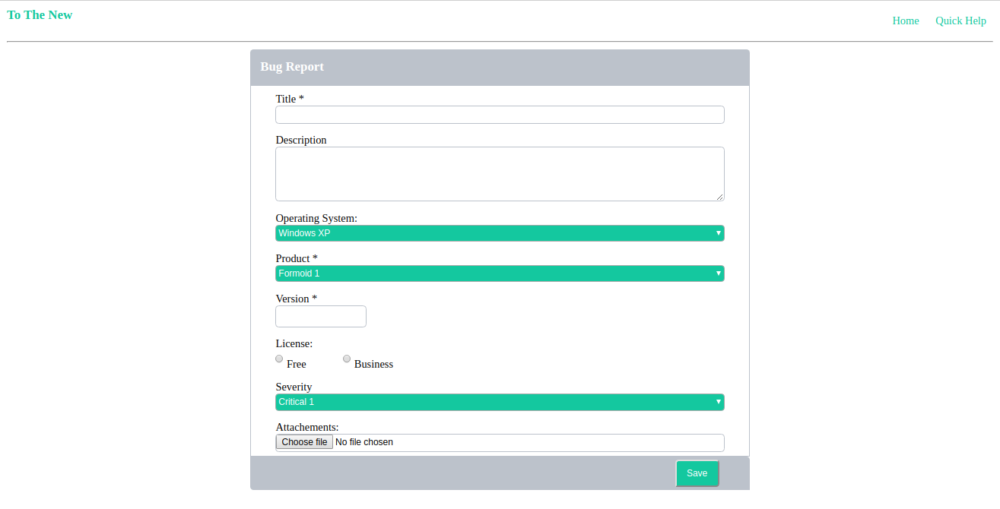 To The New
Home Quick Help
Bug Report
Title *
Description
Operating System:
Windows XP
Product *
Formoid 1
Version *
License:
Free Business
Severity
Critical 1
Attachements:
Choose file No file chosen
Save